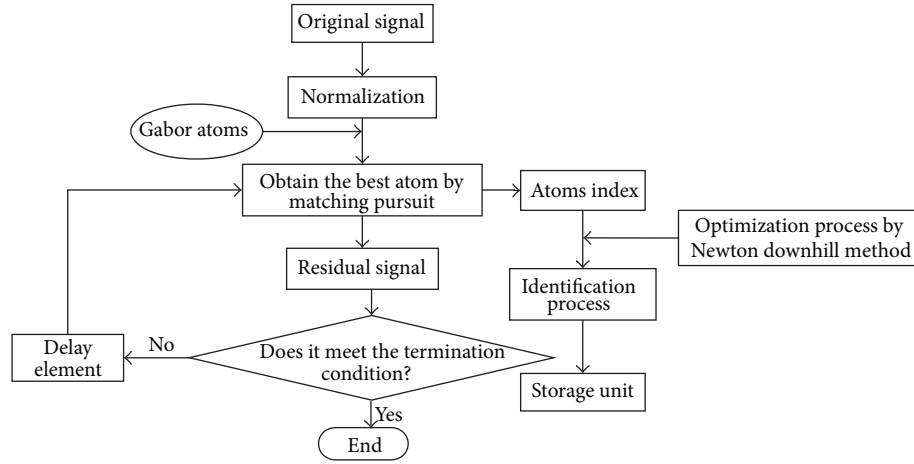 Original signal
Normalization
Gabor atoms
Obtain the best atom by
matching pursuit
Atoms index
Optimization process by
Newton downhill method
Residual signal
Identification
process
Delay
element
No
Does it meet the termination
condition?
Storage unit
Yes
End